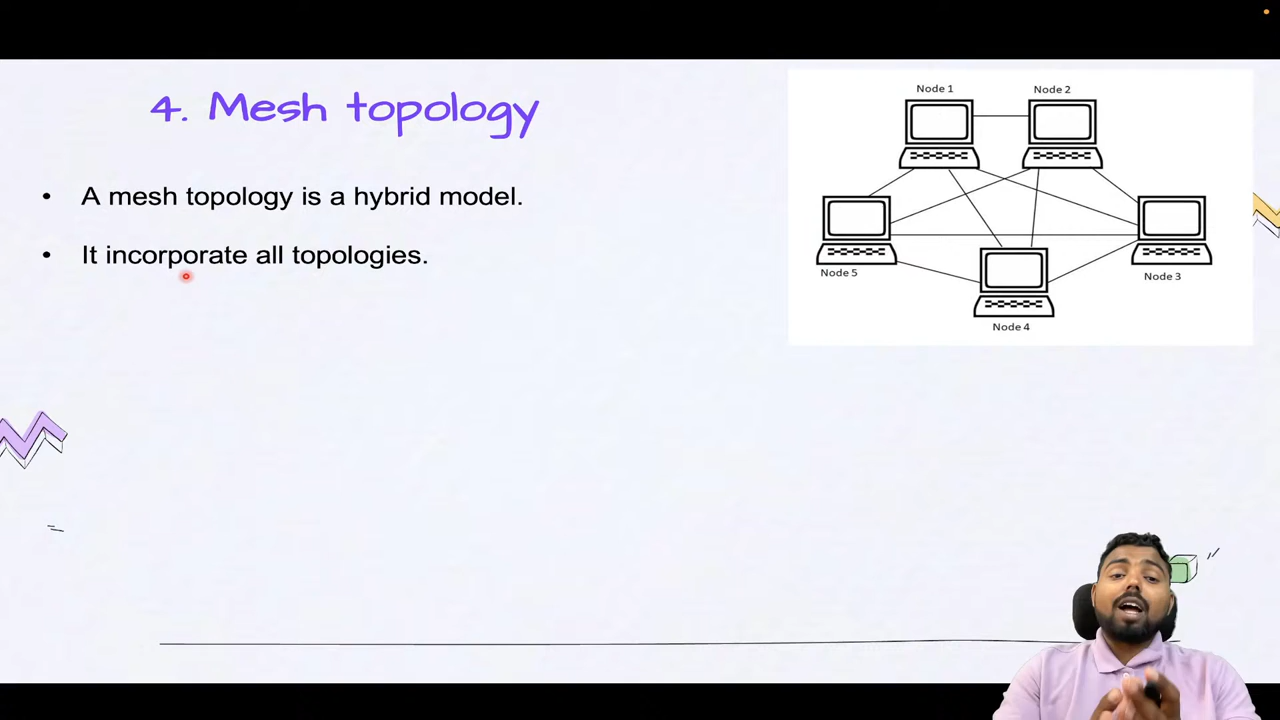 4. Mesh topology
• A mesh topology is a hybrid model.
• It incorporate all topologies.
Node 1
Node 2
Node 5
Node 3
Node 4